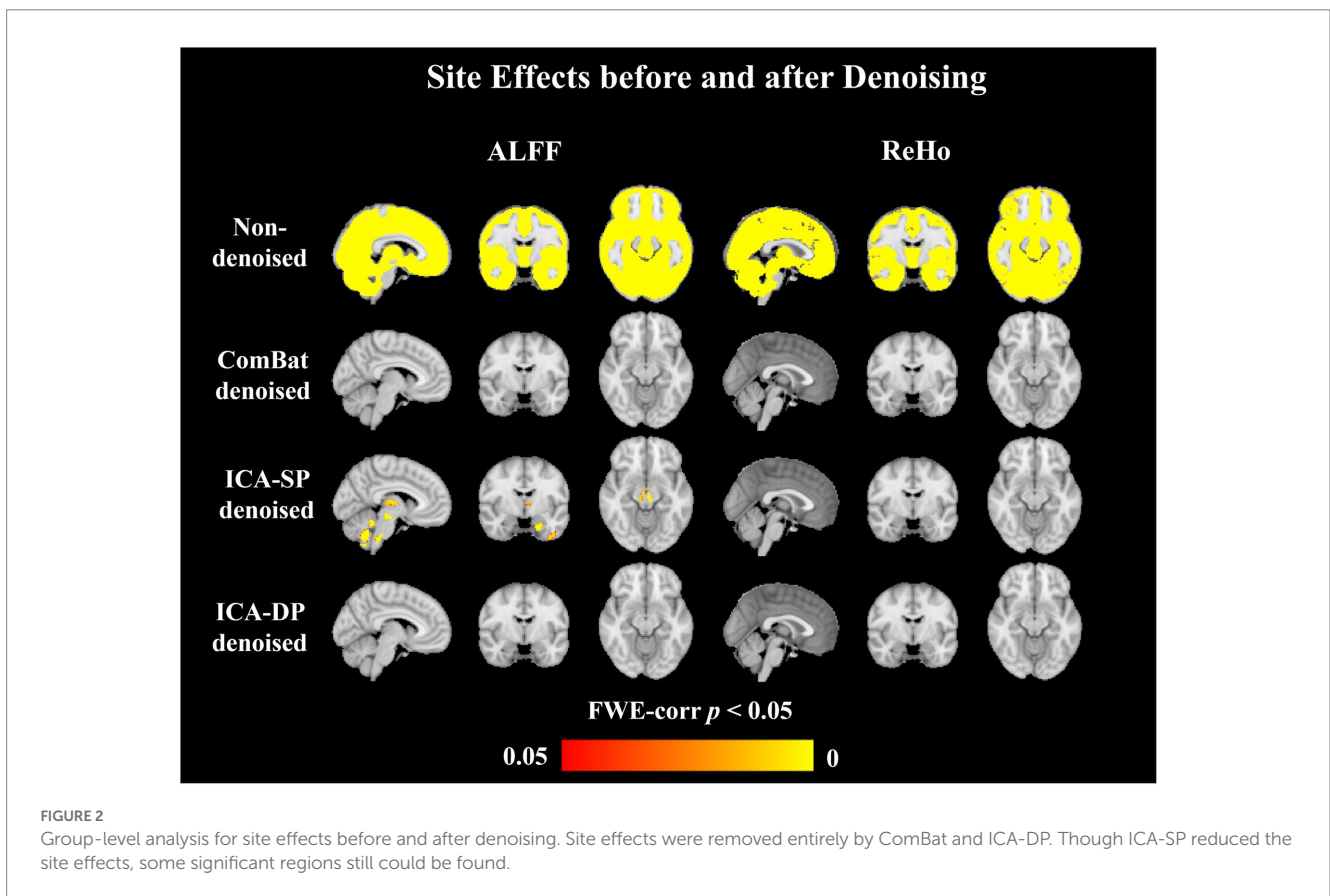 Site Effects before and after Denoising
ALFF
ReHo
Non-
denoised
ComBat
denoised
ICA-SP
denoised
ICA-DP
denoised
FWE-corr p < 0.05
0.05
0
FIGURE 2
Group-level analysis for site effects before and after denoising. Site effects were removed entirely by ComBat and ICA-DP. Though ICA-SP reduced the
site effects, some significant regions still could be found.